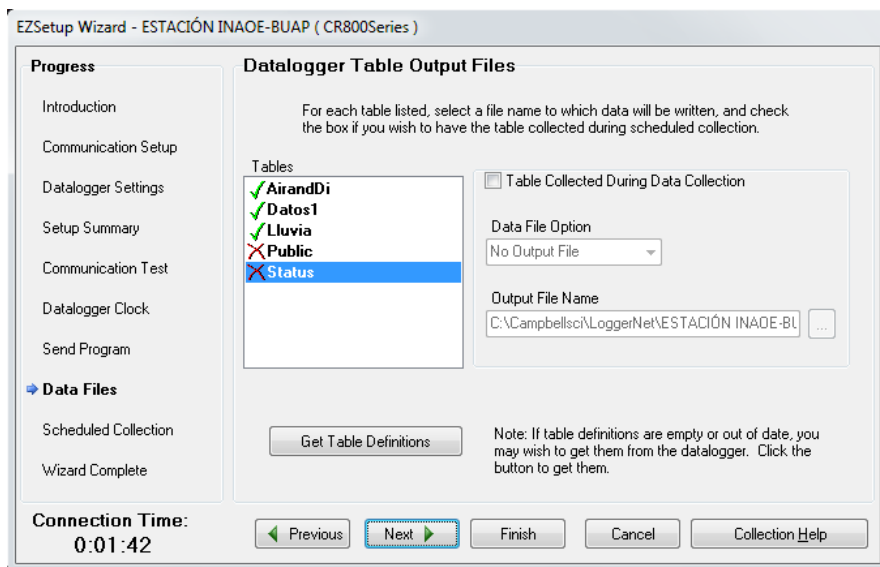 EZSetup Wizard - ESTACIÓN INAOE-BUAP ( CR800Series )
Progress
Introduction
Communication Setup
Datalogger Settings
Setup Summary
Communication Test
Datalogger Clock
Send Program
Data Files
Scheduled Collection
Wizard Complete
Connection Time:
0:01:42
Datalogger Table Output Files
For each table listed, select a file name to which data will be written, and check
the box if you wish to have the table collected during scheduled collection.
Tables
AirandDi
Datos1
Lluvia
Public
Status
Table Collected During Data Collection
Data File Option
No Output File
Output File Name
C:\Campbellsci\LoggerNet\ESTACIÓN INAOE-BU
...
Get Table Definitions
Note: If table definitions are empty or out of date, you
may wish to get them from the datalogger. Click the
button to get them.
Previous
Next
Finish
Cancel
Collection Help